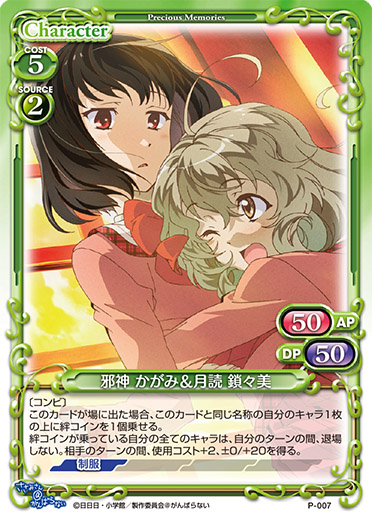 Precious Memories
Character
COST
5
SOURCE
2
50 AP
DP 50
邪神 かがみ&月読 鎖々美
[コンビ]
このカードが場に出た場合、このカードと同じ名称の自分のキャラ1枚
の上に絆コインを1個乗せる。
絆コインが乗っている自分の全てのキャラは、自分のターンの間、退場
しない。相手のターンの間、使用コスト+2、±0/+20を得る。
制服
©日日日・小学館/製作委員会@がんばらない
P-007